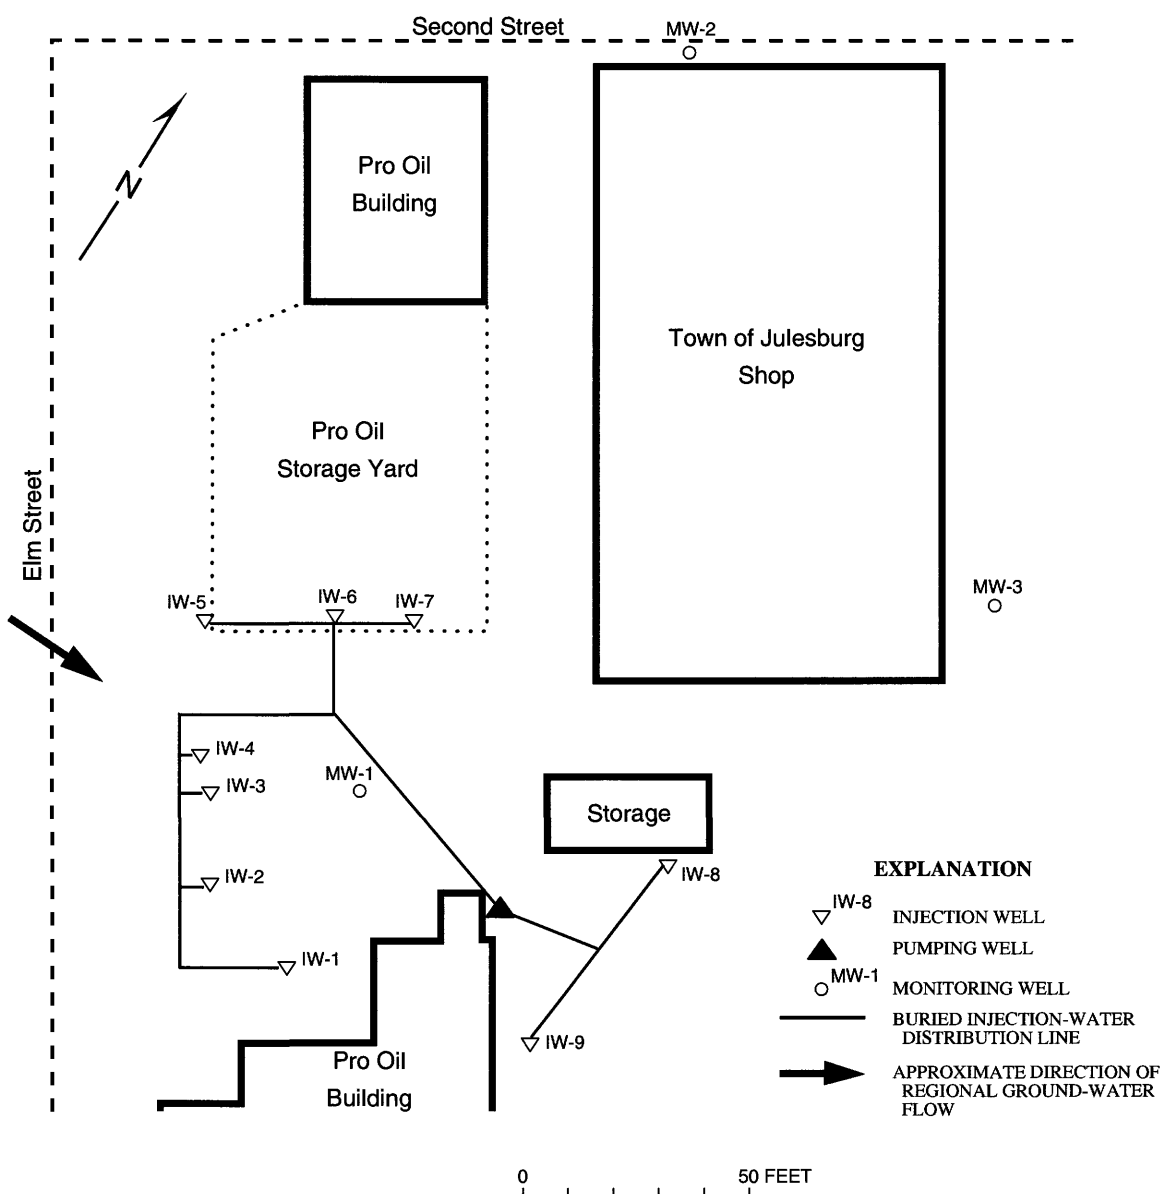 Second Street
MW-2
Pro Oil
Building
N
Town of Julesburg
Shop
Pro Oil
Storage Yard
Elm Street
IW-5
IW-6
IW-7
MW-3
IW-4
IW-3
MW-1
Storage
IW-2
IW-8
IW-1
IW-9
Pro Oil
Building
EXPLANATION
IW-8
INJECTION WELL
PUMPING WELL
MW-1
MONITORING WELL
BURIED INJECTION-WATER
DISTRIBUTION LINE
APPROXIMATE DIRECTION OF
REGIONAL GROUND-WATER
FLOW
0 50 FEET